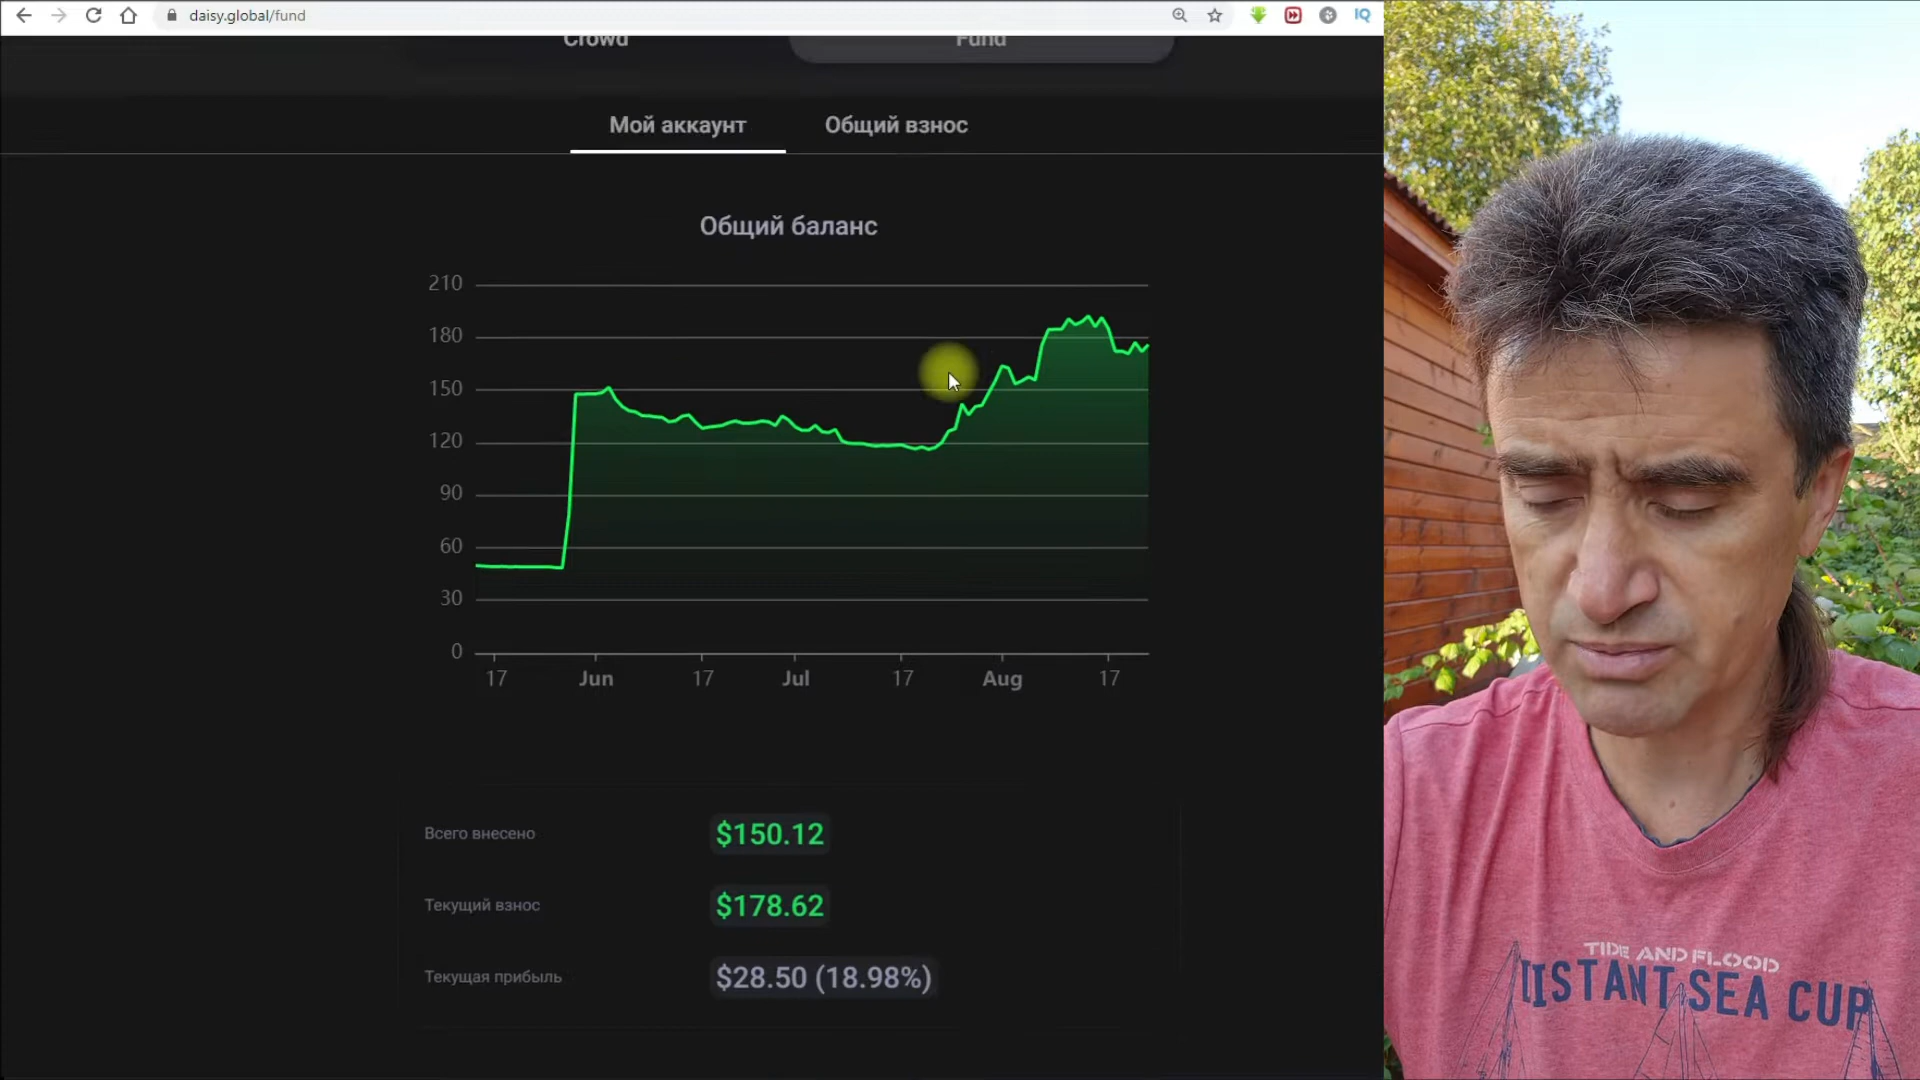 daisy.global/fund
IQ
Crowd
Fund
Мой аккаунт
Общий взнос
Общий баланс
210
180
150
120
90
60
30
0
17
Jun
17
Jul
17
Aug
17
Всего внесено
$150.12
Текущий взнос
$178.62
Текущая прибыль
$28.50 (18.98%)
TIDE AND FLOOD
DISTANT SEA CUP